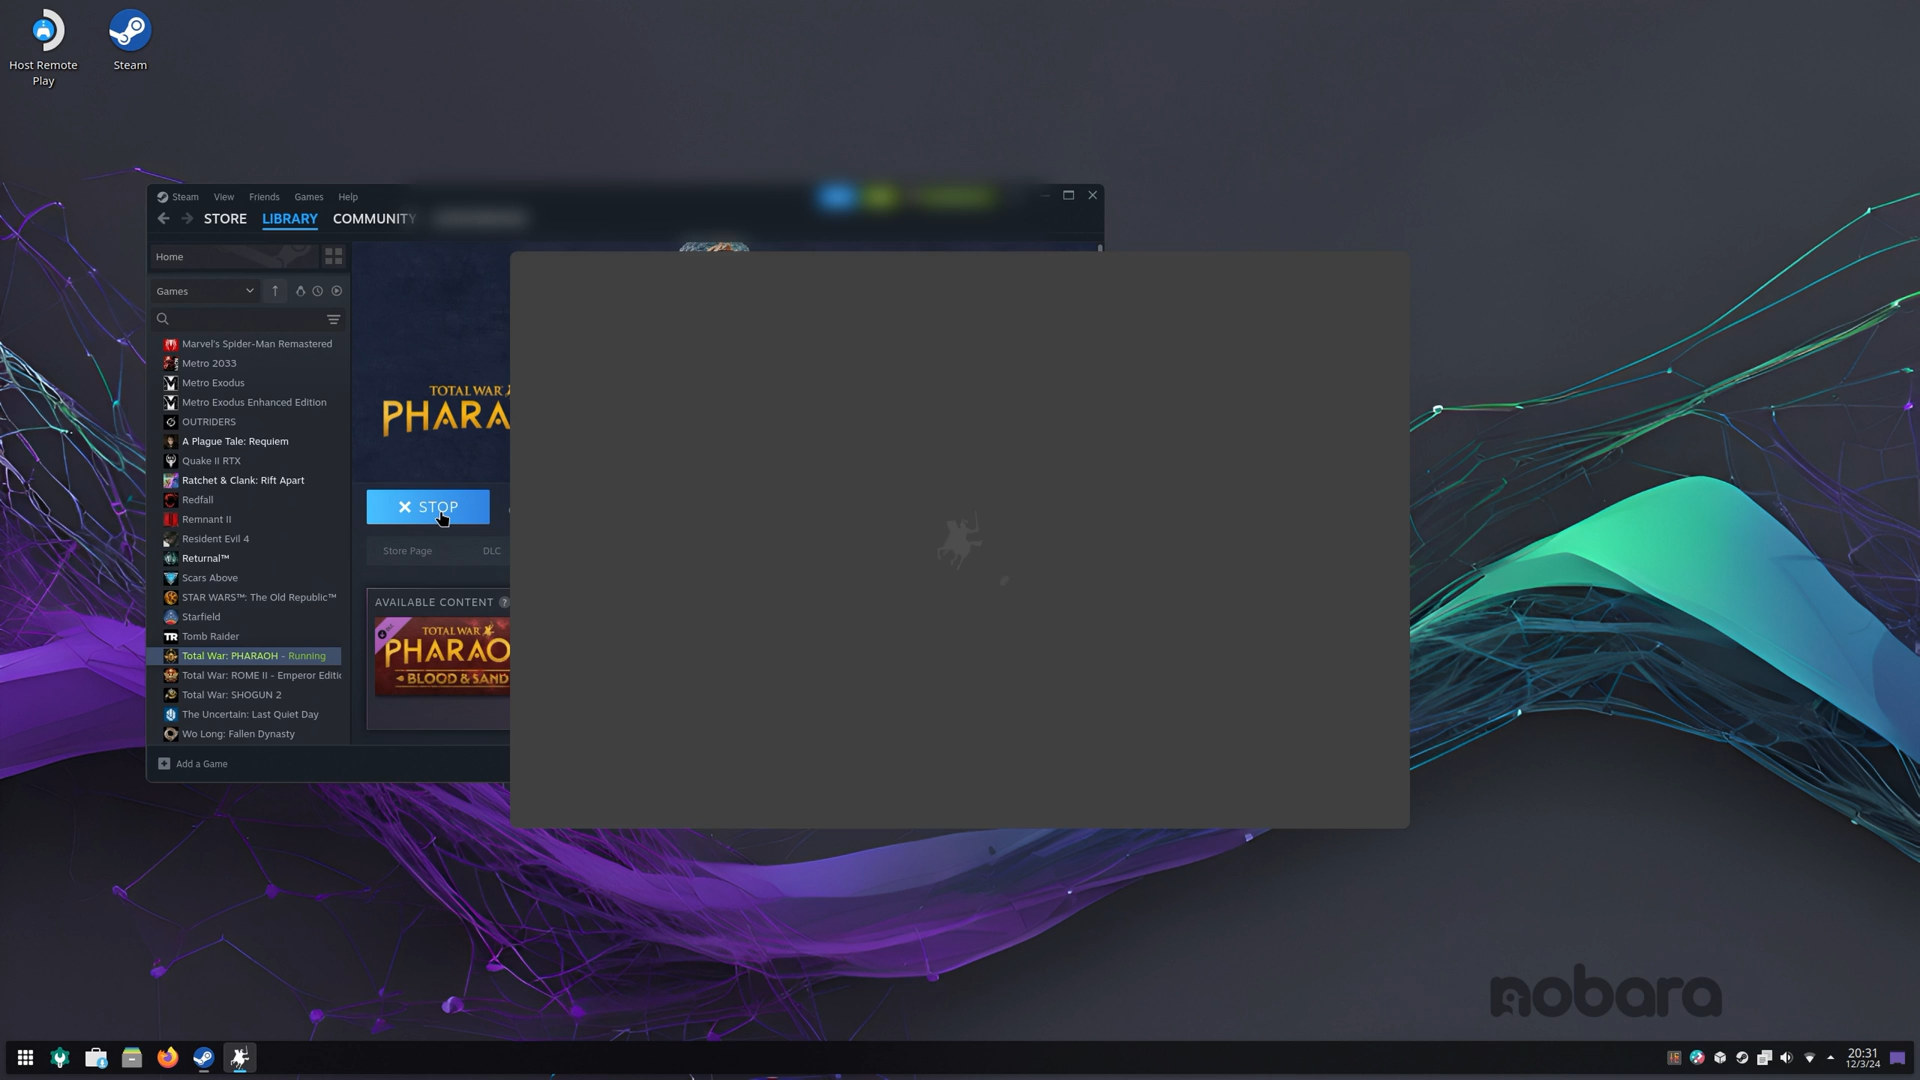 Host Remote
Play
Steam
Steam View Friends Games Help
STORE LIBRARY COMMUNITY
Home
Games
Marvel's Spider-Man Remastered
Metro 2033
Metro Exodus
Metro Exodus Enhanced Edition
OUTRIDERS
A Plague Tale: Requiem
Quake II RTX
Ratchet & Clank: Rift Apart
Redfall
Remnant II
Resident Evil 4
Returnal™
Scars Above
STAR WARS™: The Old Republic™
Starfield
Tomb Raider
Total War: PHARAOH - Running
Total War: ROME II - Emperor Editi
Total War: SHOGUN 2
The Uncertain: Last Quiet Day
Wo Long: Fallen Dynasty
Add a Game
TOTAL WAR
PHARA
STOP
Store Page DLC
AVAILABLE CONTENT ?
TOTAL WAR
PHARAO
BLOOD & SAND
nobara
20:31
12/3/24